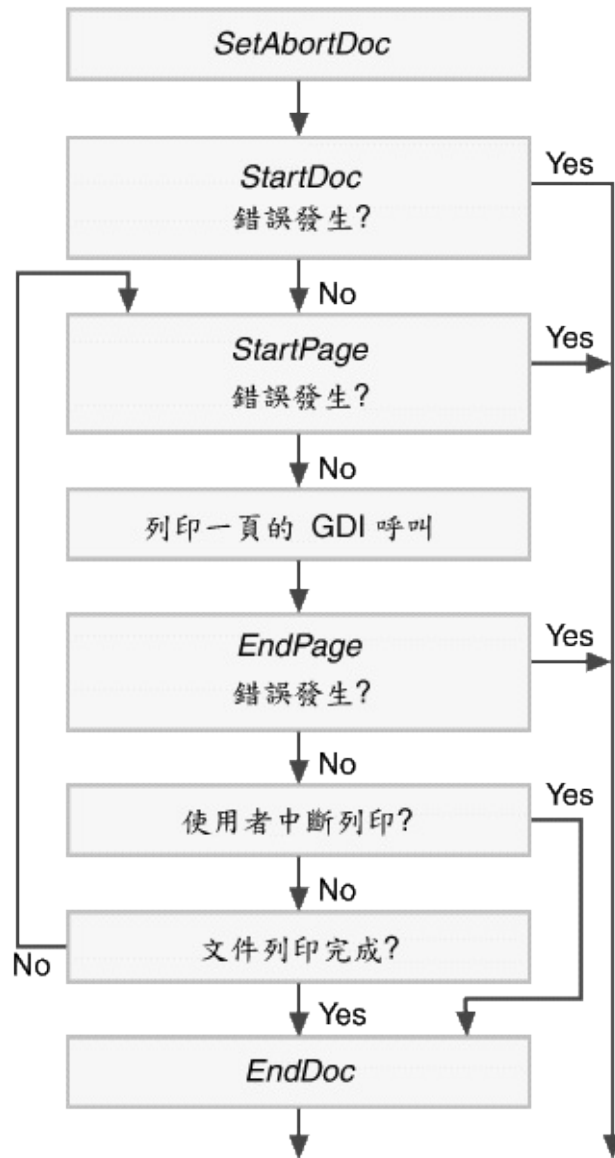 SetAbortDoc
StartDoc
錯誤發生?
Yes
No
StartPage
錯誤發生?
Yes
No
列印一頁的 GDI 呼叫
EndPage
錯誤發生?
Yes
No
使用者中斷列印?
Yes
No
文件列印完成?
No
Yes
EndDoc